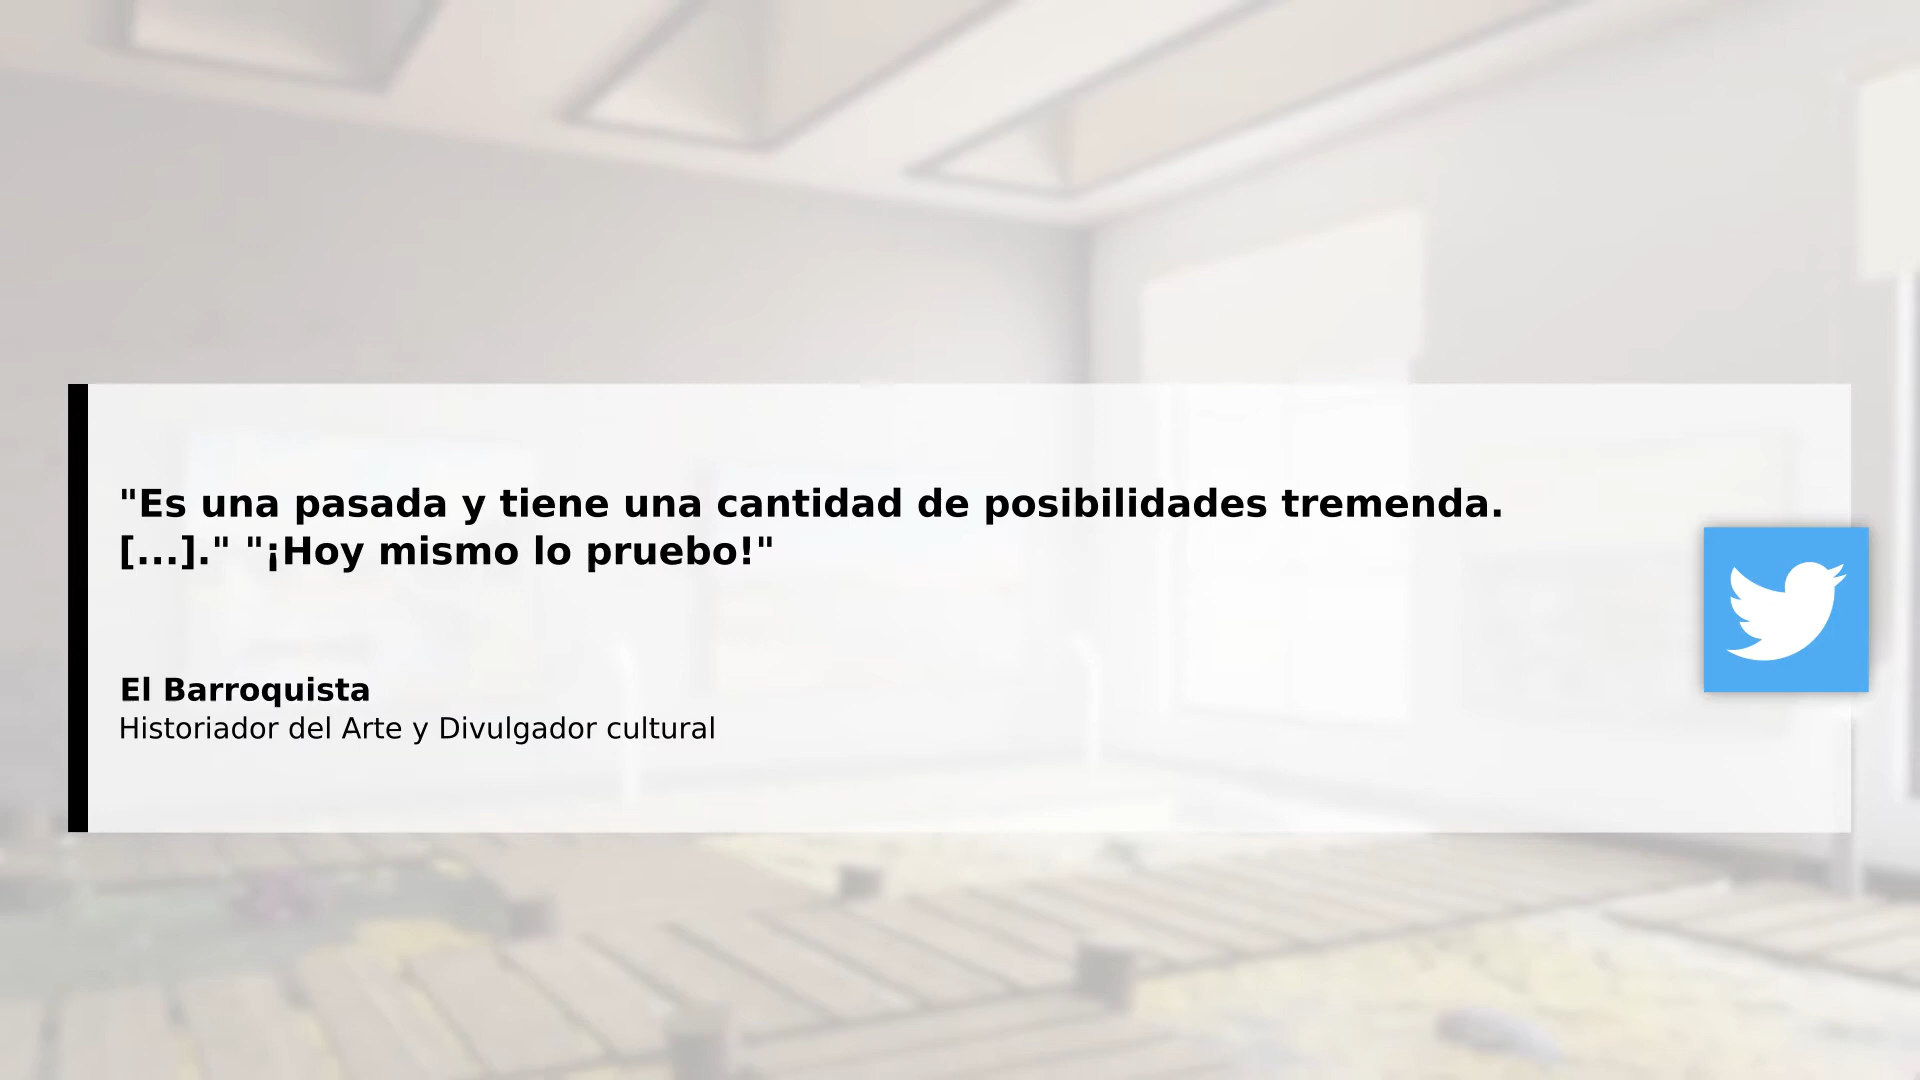 "Es una pasada y tiene una cantidad de posibilidades tremenda.
[...]." "¡Hoy mismo lo pruebo!"
El Barroquista
Historiador del Arte y Divulgador cultural